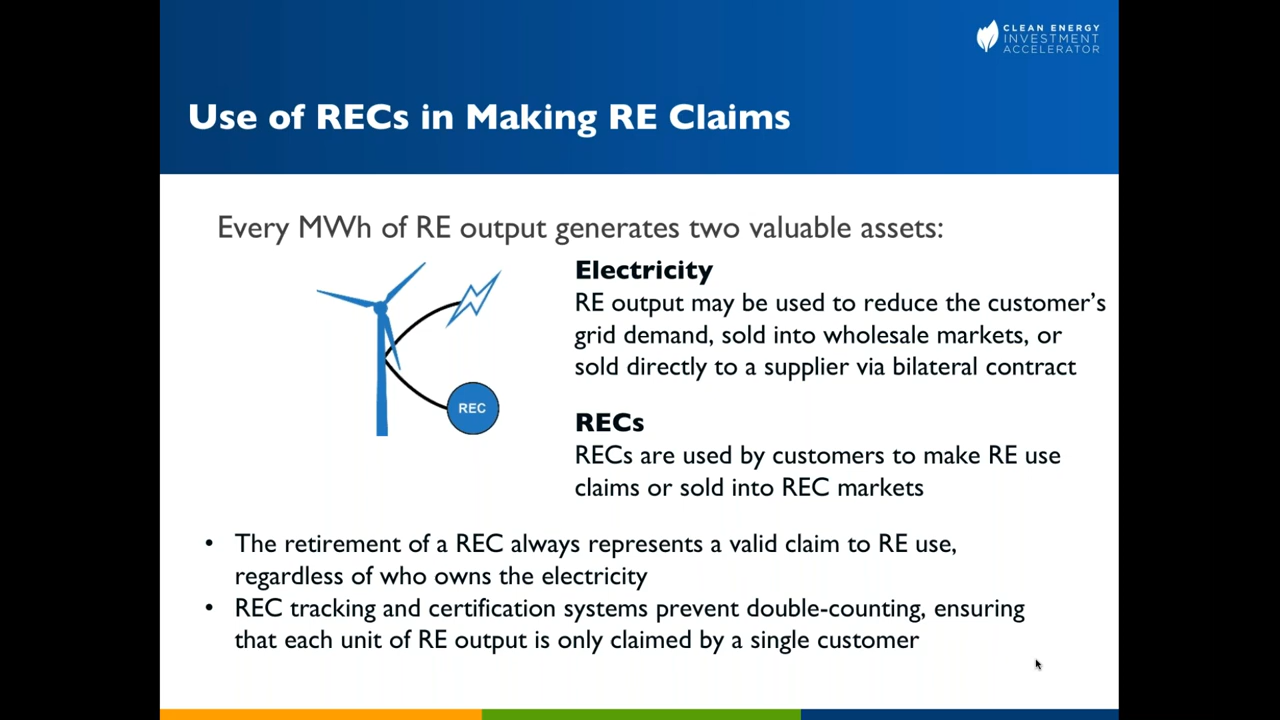 CLEAN ENERGY
INVESTMENT
ACCELERATOR
Use of RECs in Making RE Claims
Every MWh of RE output generates two valuable assets:
Electricity
RE output may be used to reduce the customer’s
grid demand, sold into wholesale markets, or
sold directly to a supplier via bilateral contract
REC
RECs
RECs are used by customers to make RE use
claims or sold into REC markets
• The retirement of a REC always represents a valid claim to RE use,
regardless of who owns the electricity
• REC tracking and certification systems prevent double-counting, ensuring
that each unit of RE output is only claimed by a single customer